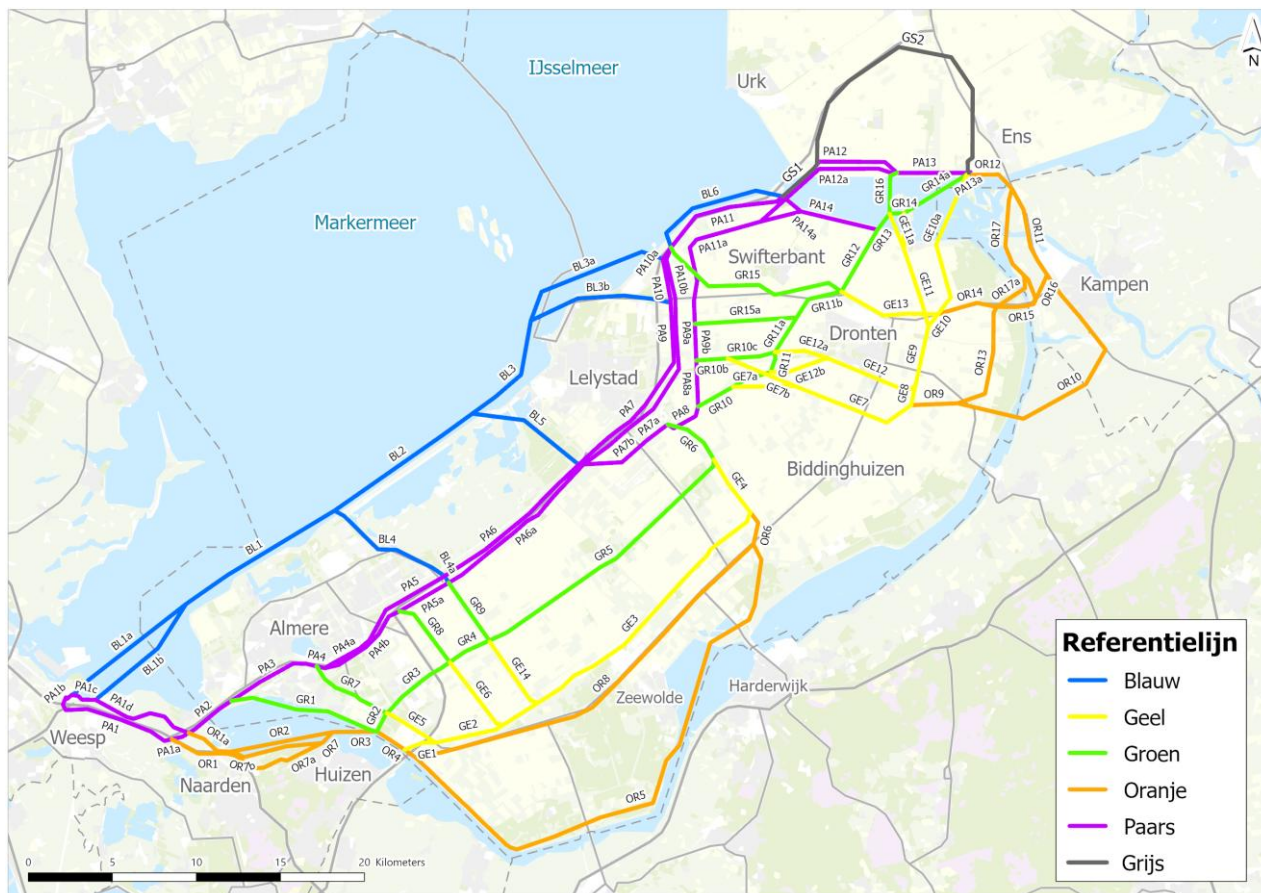 GS2
N
IJsselmeer
Urk
Ens
PA12
PA13
OR12
GS1
PA12a
GR16
GR14a
PA13a
BL6
PA14
GR14
PA11
PA14a
GE11a
GE10a
OR17
OR11
Markermeer
PA11a
GR13
BL3a
PA10a
Swifterbant
GR12
PA10b
GR15
GE11
OR16
Kampen
BL3b
PA10
GR11b
GE13
OR14
OR17a
OR15
GR15a
Dronten
GE10
PA9
PA9a
PA9b
GR11a
GR10c
GE12a
GE9
BL3
Lelystad
GR10b
GR11
GE12
OR13
PA8a
GE7a
GE12b
GE7b
GE7
GE8
OR9
OR10
PA7
PA8
GR10
BL5
PA7a
PA7b
BL2
GR6
GE4
Biddinghuizen
PA6
PA6a
OR6
BL1
BL4
BL4a
GR5
PA5
PA5a
GR9
BL1a
Almere
PA4a
PA4b
GR8
GR4
GE3
BL1b
PA4
PA3
GR3
GE14
OR8
Zeewolde
Harderwijk
PA1b
PA1c
GR7
GE6
PA1d
PA2
GR1
GR2
PA1
GE5
GE2
Weesp
OR1a
OR2
OR3
PA1a
OR7
OR4
GE1
OR1
OR7b
OR7a
Huizen
Naarden
OR5
Referentielijn
Blauw
Geel
Groen
Oranje
Paars
Grijs
0 5 10 15 20 Kilometers